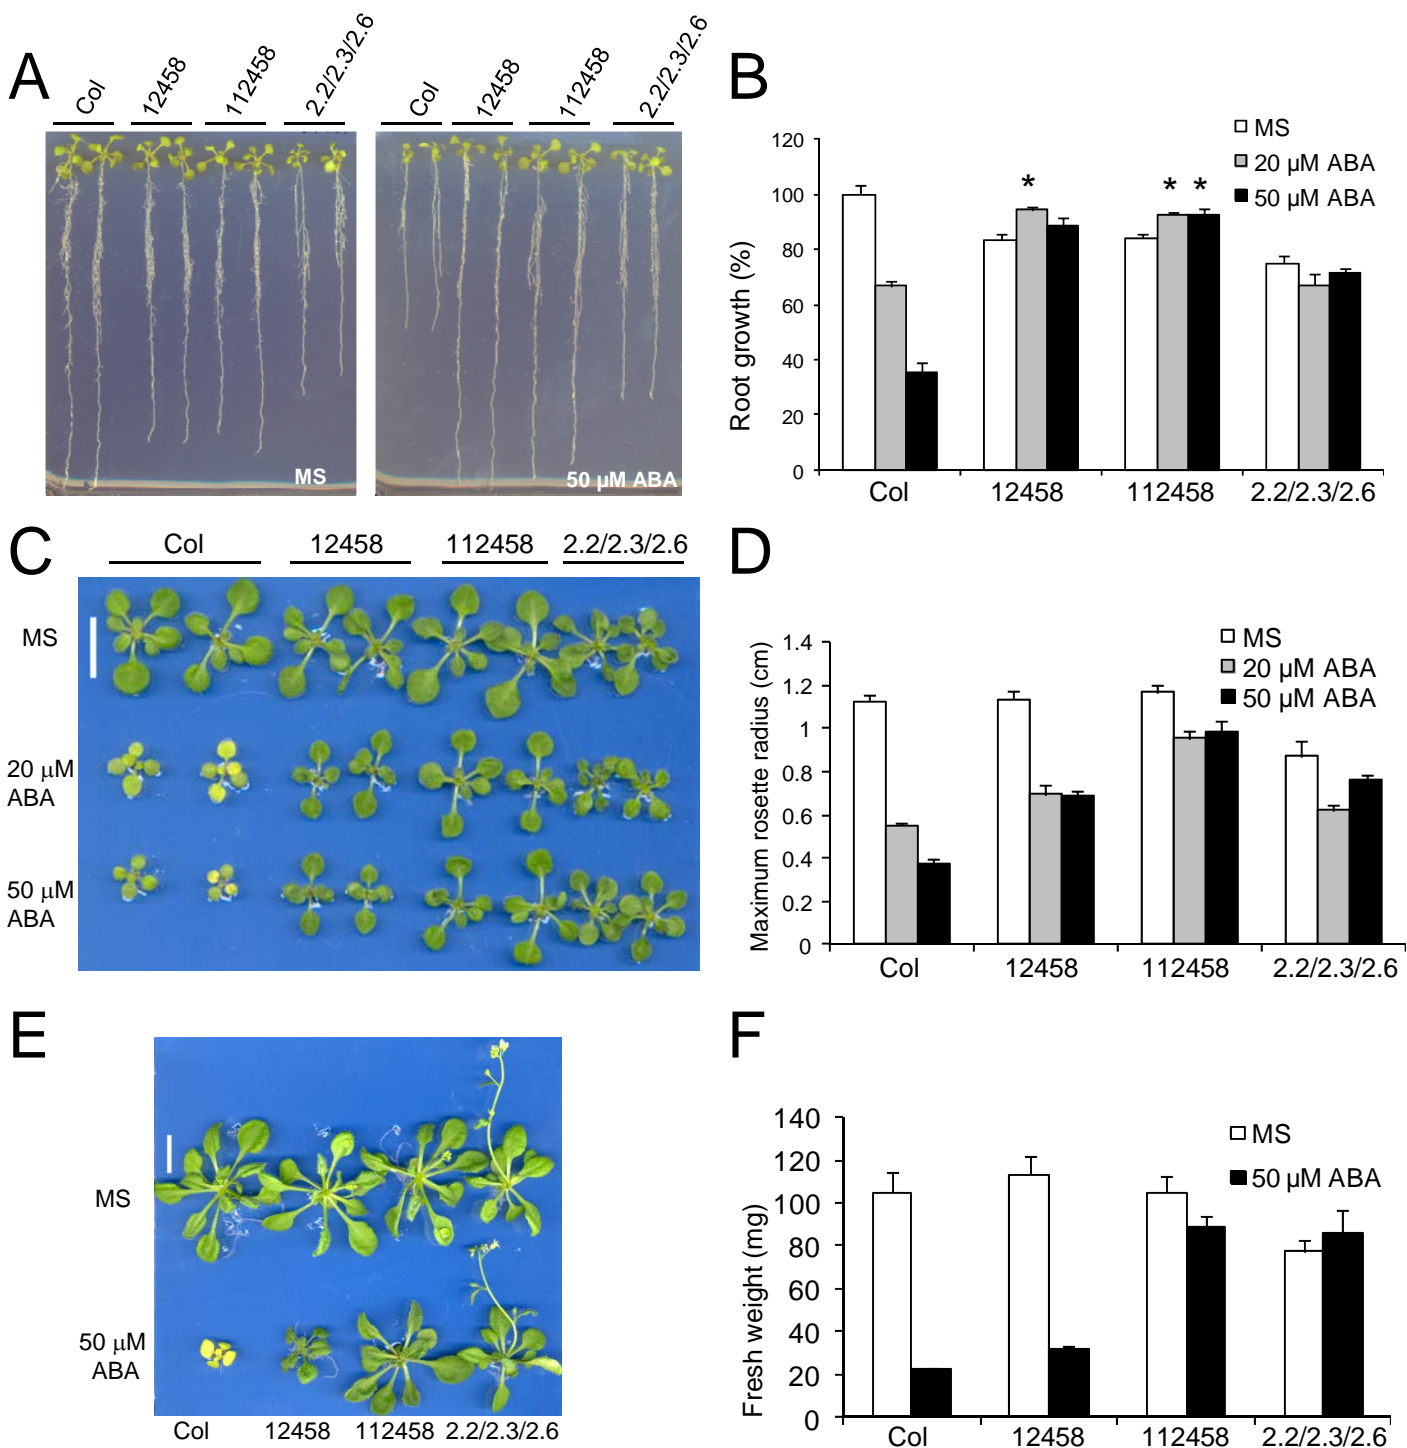 A
Col
12458
112458
2.2/2.3/2.6
Col
12458
112458
2.2/2.3/2.6
MS
50 µM ABA
B
MS
20 µM ABA
50 µM ABA
Root growth (%)
120
100
80
60
40
20
0
*
* *
Col 12458 112458 2.2/2.3/2.6
C
Col 12458 112458 2.2/2.3/2.6
MS
20 µM
ABA
50 µM
ABA
D
MS
20 µM ABA
50 µM ABA
Maximum rosette radius (cm)
1.4
1.2
1
0.8
0.6
0.4
0.2
0
Col 12458 112458 2.2/2.3/2.6
E
MS
50 µM
ABA
Col 12458 112458 2.2/2.3/2.6
F
MS
50 µM ABA
Fresh weight (mg)
140
120
100
80
60
40
20
0
Col 12458 112458 2.2/2.3/2.6